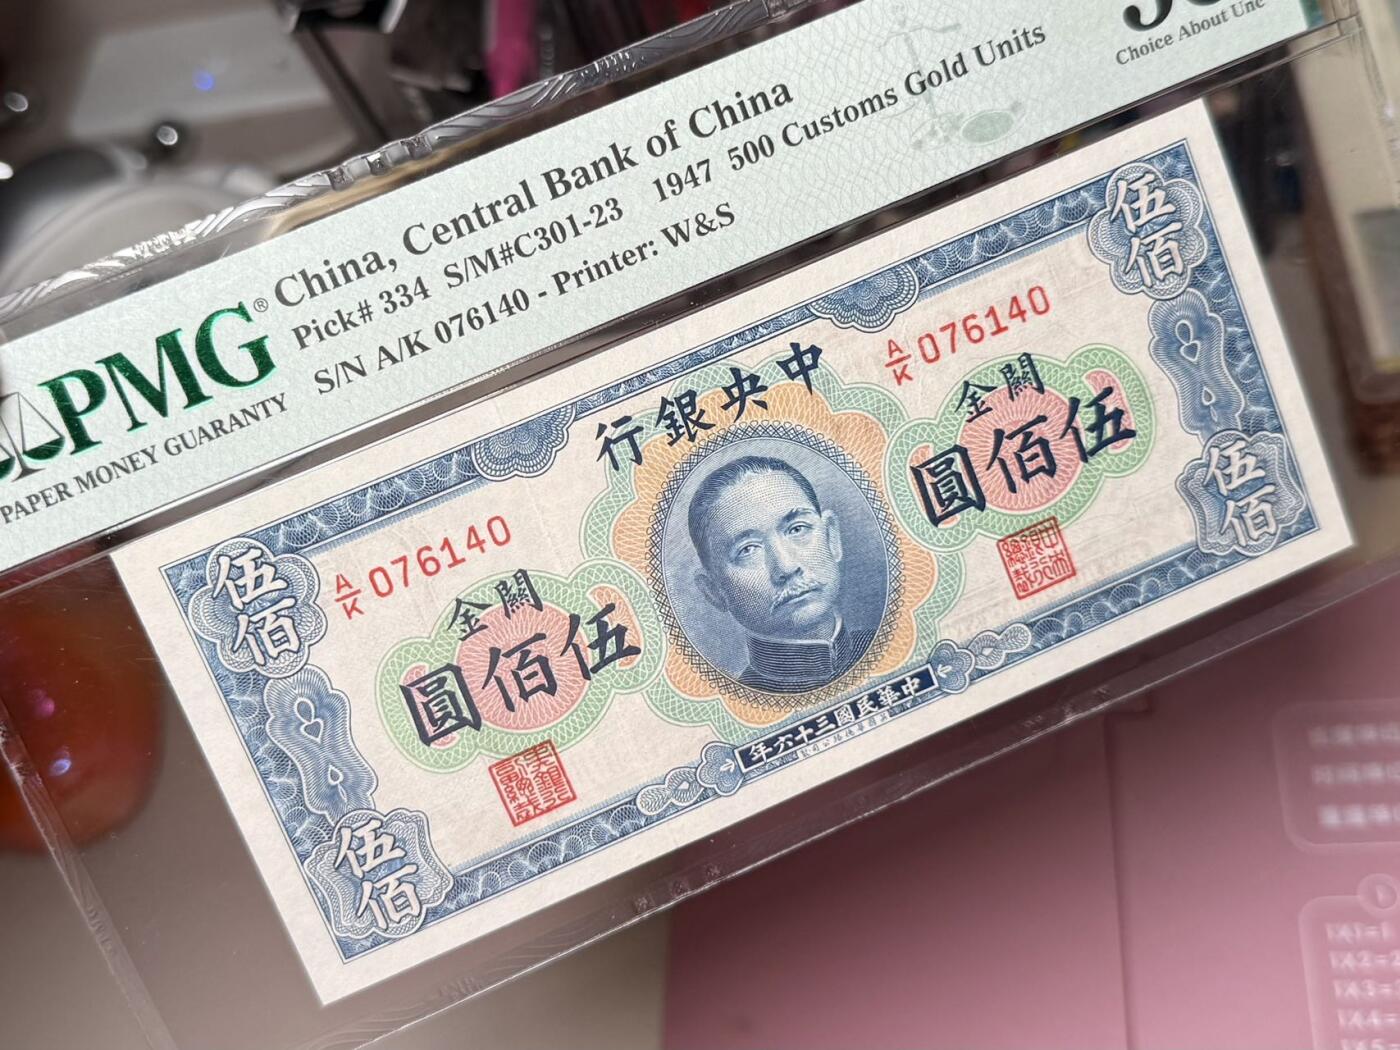 China, Central Bank of China
Pick# 334 S/M#C301-23 1947 500 Customs Gold Units
S/N A/K 076140 - Printer: W&S
Choice About Unc
PMG®
PAPER MONEY GUARANTY
中央銀行
A/K 076140
A/K 076140
關金
伍佰圓
關金
伍佰圓
伍佰
伍佰
伍佰
伍佰
中華民國三十六年